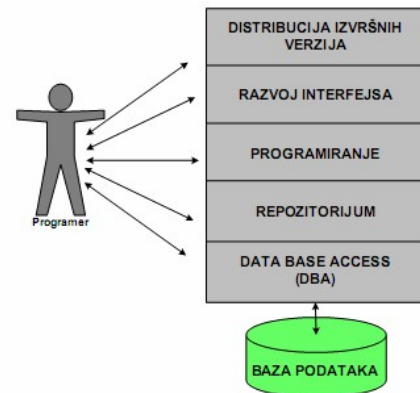 DISTRIBUCIJA IZVRŠNIH
VERZIJA
RAZVOJ INTERFEJSA
PROGRAMIRANJE
REPOZITORIJUM
DATA BASE ACCESS
(DBA)
Programer
BAZA PODATAKA